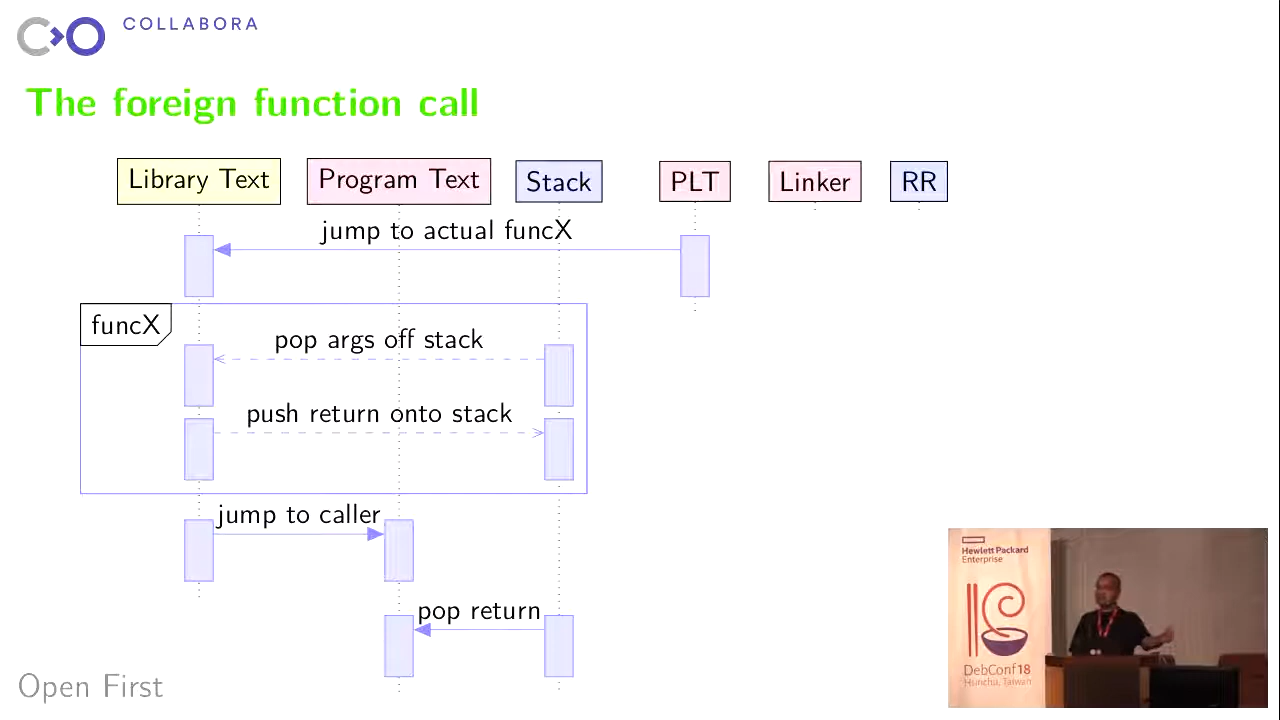 COLLABORA
The foreign function call
Library Text
Program Text
Stack
PLT
Linker
RR
jump to actual funcX
funcX
pop args off stack
push return onto stack
jump to caller
pop return
Open First
Hewlett Packard
Enterprise
DebConf18
Hsinchu, Taiwan